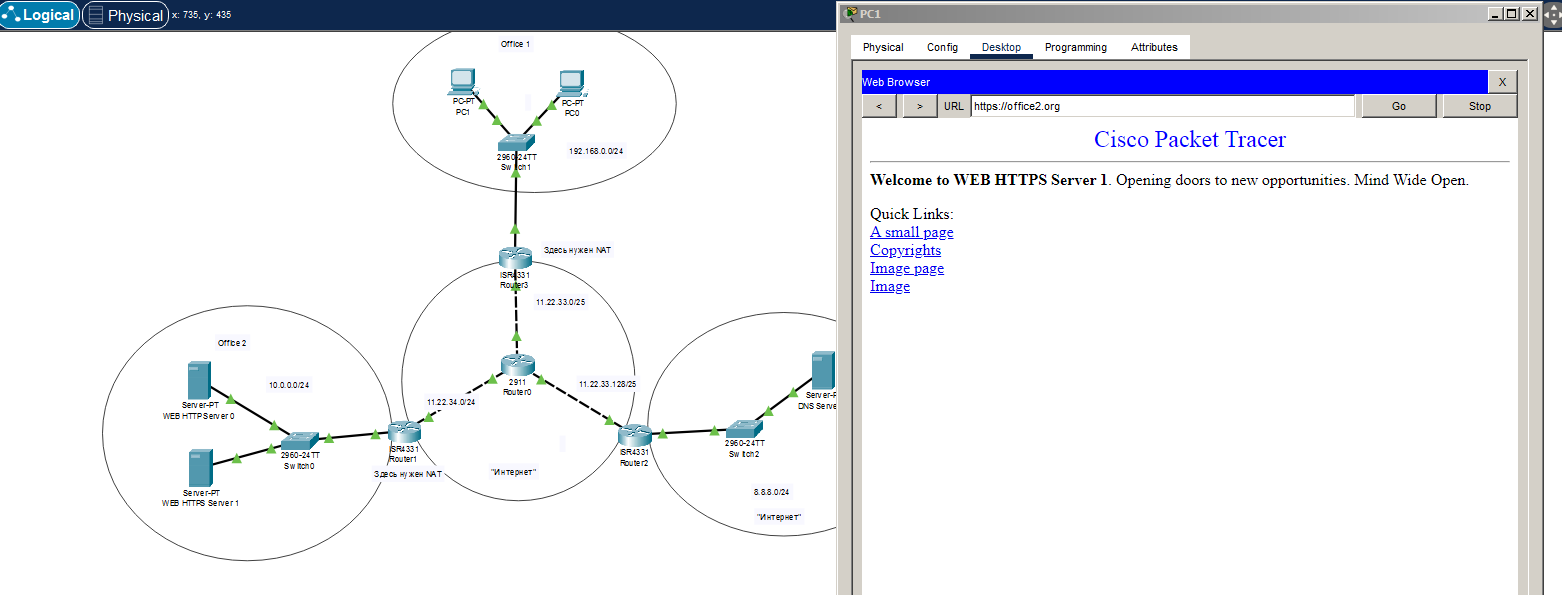 Logical
Physical
x: 735, y: 435
Office 1
PC-PT
PC1
PC-PT
PC0
2960-24TT
Switch1
192.168.0.0/24
Здесь нужен NAT
ISR4331
Router3
11.22.33.0/25
2911
Router0
11.22.34.0/24
11.22.33.128/25
Office 2
10.0.0.0/24
Server-PT
WEB HTTP Server 0
2960-24TT
Switch0
Server-PT
WEB HTTPS Server 1
ISR4331
Router1
Здесь нужен NAT
"Интернет"
ISR4331
Router2
2960-24TT
Switch2
Server-P
DNS Serve
8.8.8.0/24
"Интернет"
PC1
Physical
Config
Desktop
Programming
Attributes
Web Browser
X
<
>
URL
https://office2.org
Go
Stop
Cisco Packet Tracer
Welcome to WEB HTTPS Server 1. Opening doors to new opportunities. Mind Wide Open.
Quick Links:
A small page
Copyrights
Image page
Image